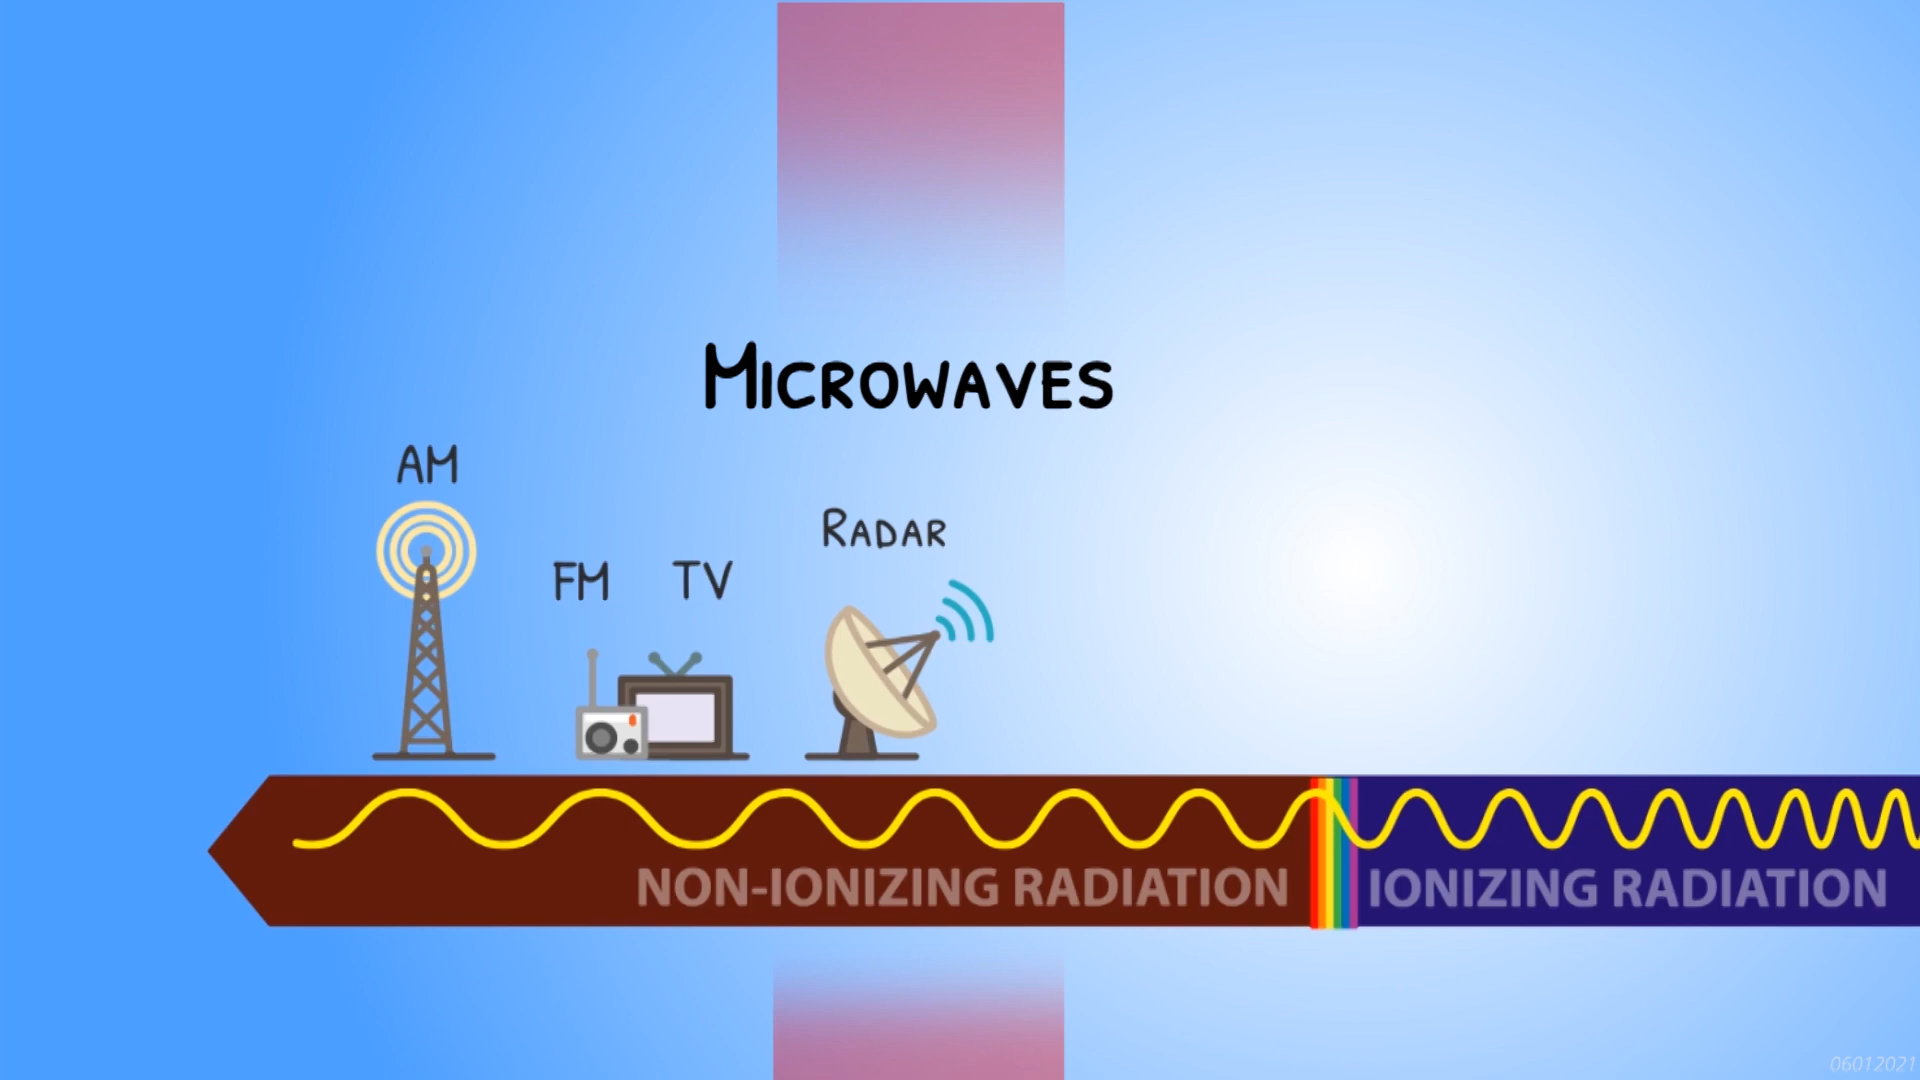 MICROWAVES
AM
RADAR
FM TV
NON-IONIZING RADIATION IONIZING RADIATION
06012021